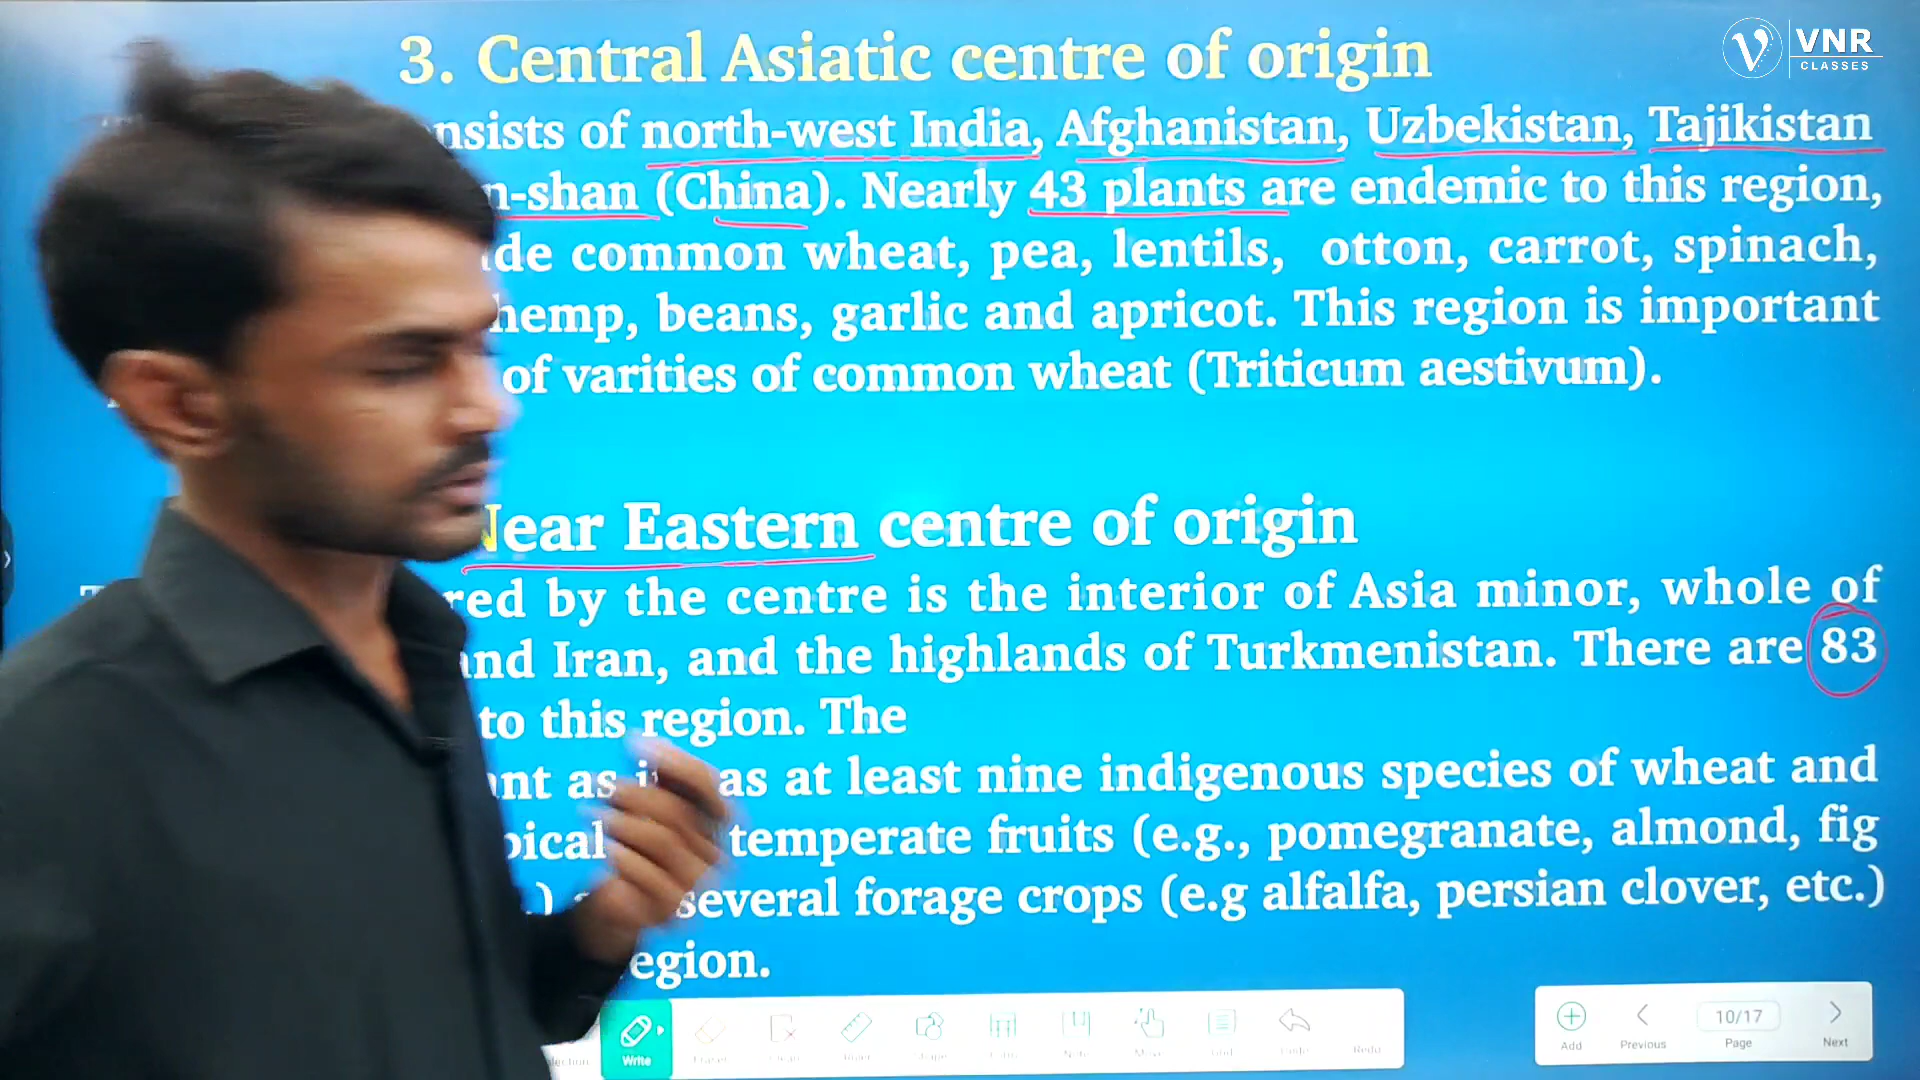 3. Central Asiatic centre of origin
VNR
CLASSES
nsists of north-west India, Afghanistan, Uzbekistan, Tajikistan
n-shan (China). Nearly 43 plants are endemic to this region,
de common wheat, pea, lentils, otton, carrot, spinach,
hemp, beans, garlic and apricot. This region is important
of varities of common wheat (Triticum aestivum).
Near Eastern centre of origin
red by the centre is the interior of Asia minor, whole of
and Iran, and the highlands of Turkmenistan. There are 83
to this region. The
ant as as at least nine indigenous species of wheat and
pical temperate fruits (e.g., pomegranate, almond, fig
.) several forage crops (e.g alfalfa, persian clover, etc.)
egion.
Write
10/17
Add Previous Page Next